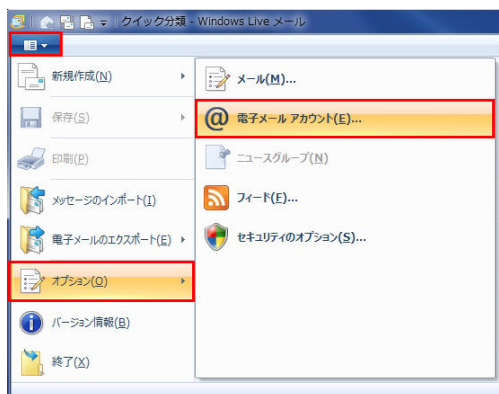 クイック分類 - Windows Live メール
新規作成(N)
保存(S)
印刷(P)
メッセージのインポート(I)
電子メールのエクスポート(E)
オプション(O)
バージョン情報(B)
終了(X)
メール(M)...
電子メール アカウント(E)...
ニュースグループ(N)
フィード(F)...
セキュリティのオプション(S)...